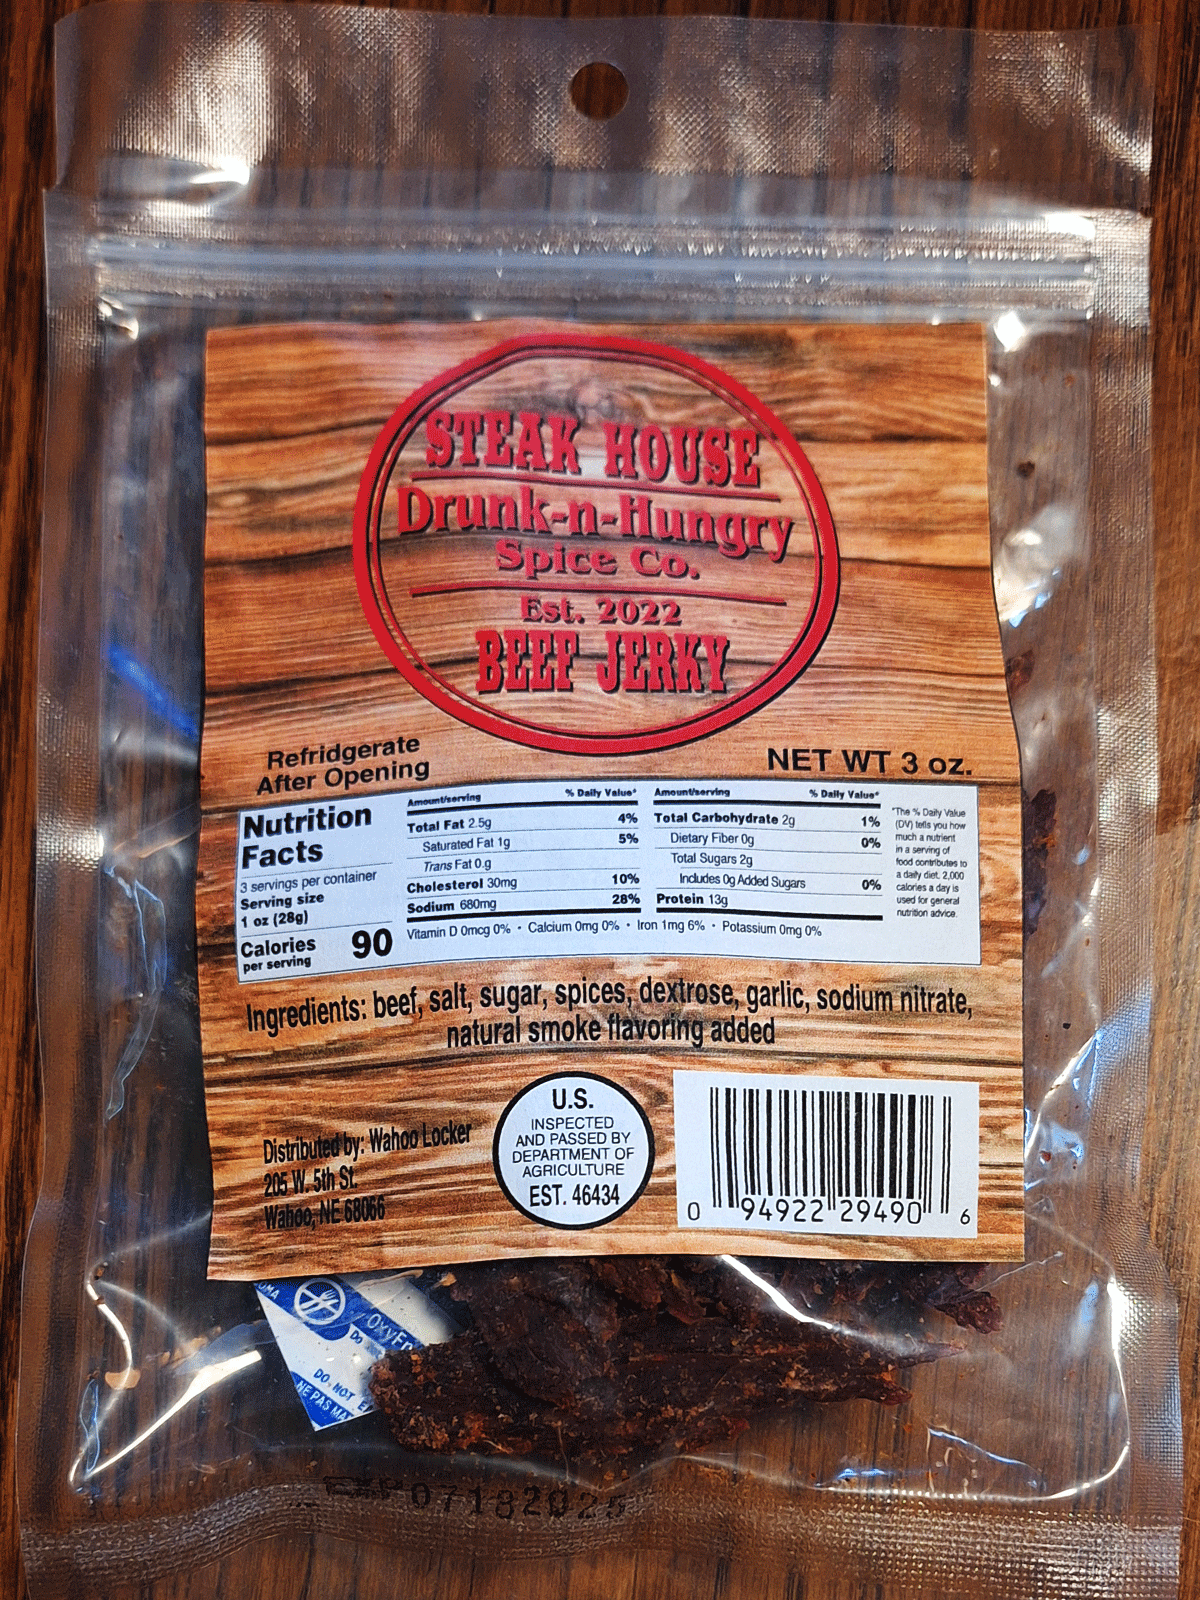 STEAK HOUSE
Drunk-n-Hungry
Spice Co.
Est. 2022
BEEF JERKY
Refridgerate
After Opening
NET WT 3 oz.
Nutrition
Facts
3 servings per container
Serving size
1 oz (28g)
Calories 90
per serving
Amount/serving % Daily Value*
Total Fat 2.5g 4%
Saturated Fat 1g 5%
Trans Fat 0.g
Cholesterol 30mg 10%
Sodium 680mg 28%
Amount/serving % Daily Value*
Total Carbohydrate 2g 1%
Dietary Fiber 0g 0%
Total Sugars 2g
Includes 0g Added Sugars 0%
Protein 13g
Vitamin D 0mcg 0% • Calcium 0mg 0% • Iron 1mg 6% • Potassium 0mg 0%
*The % Daily Value
(DV) tells you how
much a nutrient
in a serving of
food contributes to
a daily diet. 2,000
calories a day is
used for general
nutrition advice.
Ingredients: beef, salt, sugar, spices, dextrose, garlic, sodium nitrate,
natural smoke flavoring added
Distributed by: Wahoo Locker
205 W. 5th St.
Wahoo, NE 68066
U.S.
INSPECTED
AND PASSED BY
DEPARTMENT OF
AGRICULTURE
EST. 46434
0 94922 29490 6
OxyFr
DO NOT E
NE PAS MA
EXP 07182025